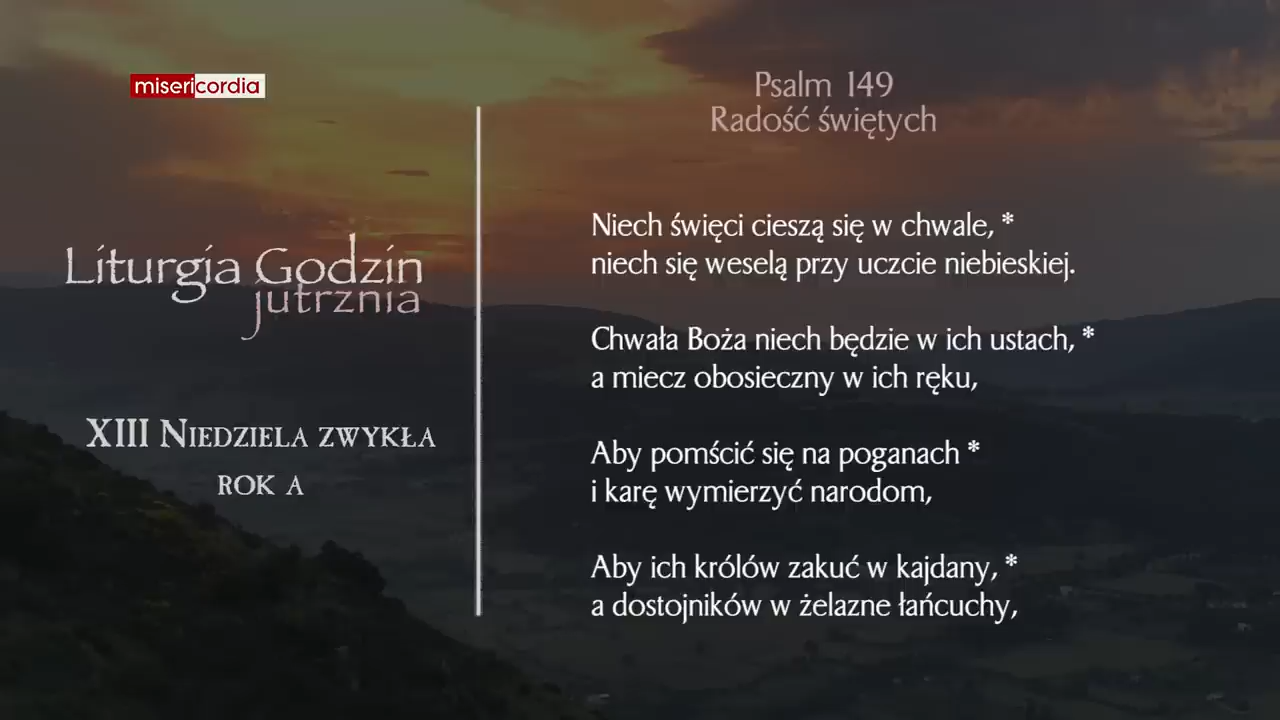 misericordia
Liturgia Godzin
jutrznia
XIII Niedziela zwykła
rok A
Psalm 149
Radość świętych
Niech święci cieszą się w chwale, *
niech się weselą przy uczcie niebieskiej.
Chwała Boża niech będzie w ich ustach, *
a miecz obosieczny w ich ręku,
Aby pomścić się na poganach *
i karę wymierzyć narodom,
Aby ich królów zakuć w kajdany, *
a dostojników w żelazne łańcuchy,